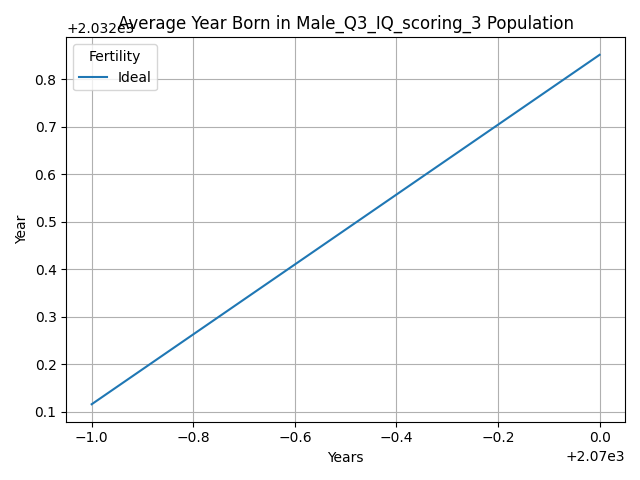 Average Year Born in Male_Q3_IQ_scoring_3 Population
+2.032e3
Fertility
Ideal
0.8
0.7
0.6
0.5
0.4
0.3
0.2
0.1
Year
−1.0 −0.8 −0.6 −0.4 −0.2 0.0
Years
+2.07e3